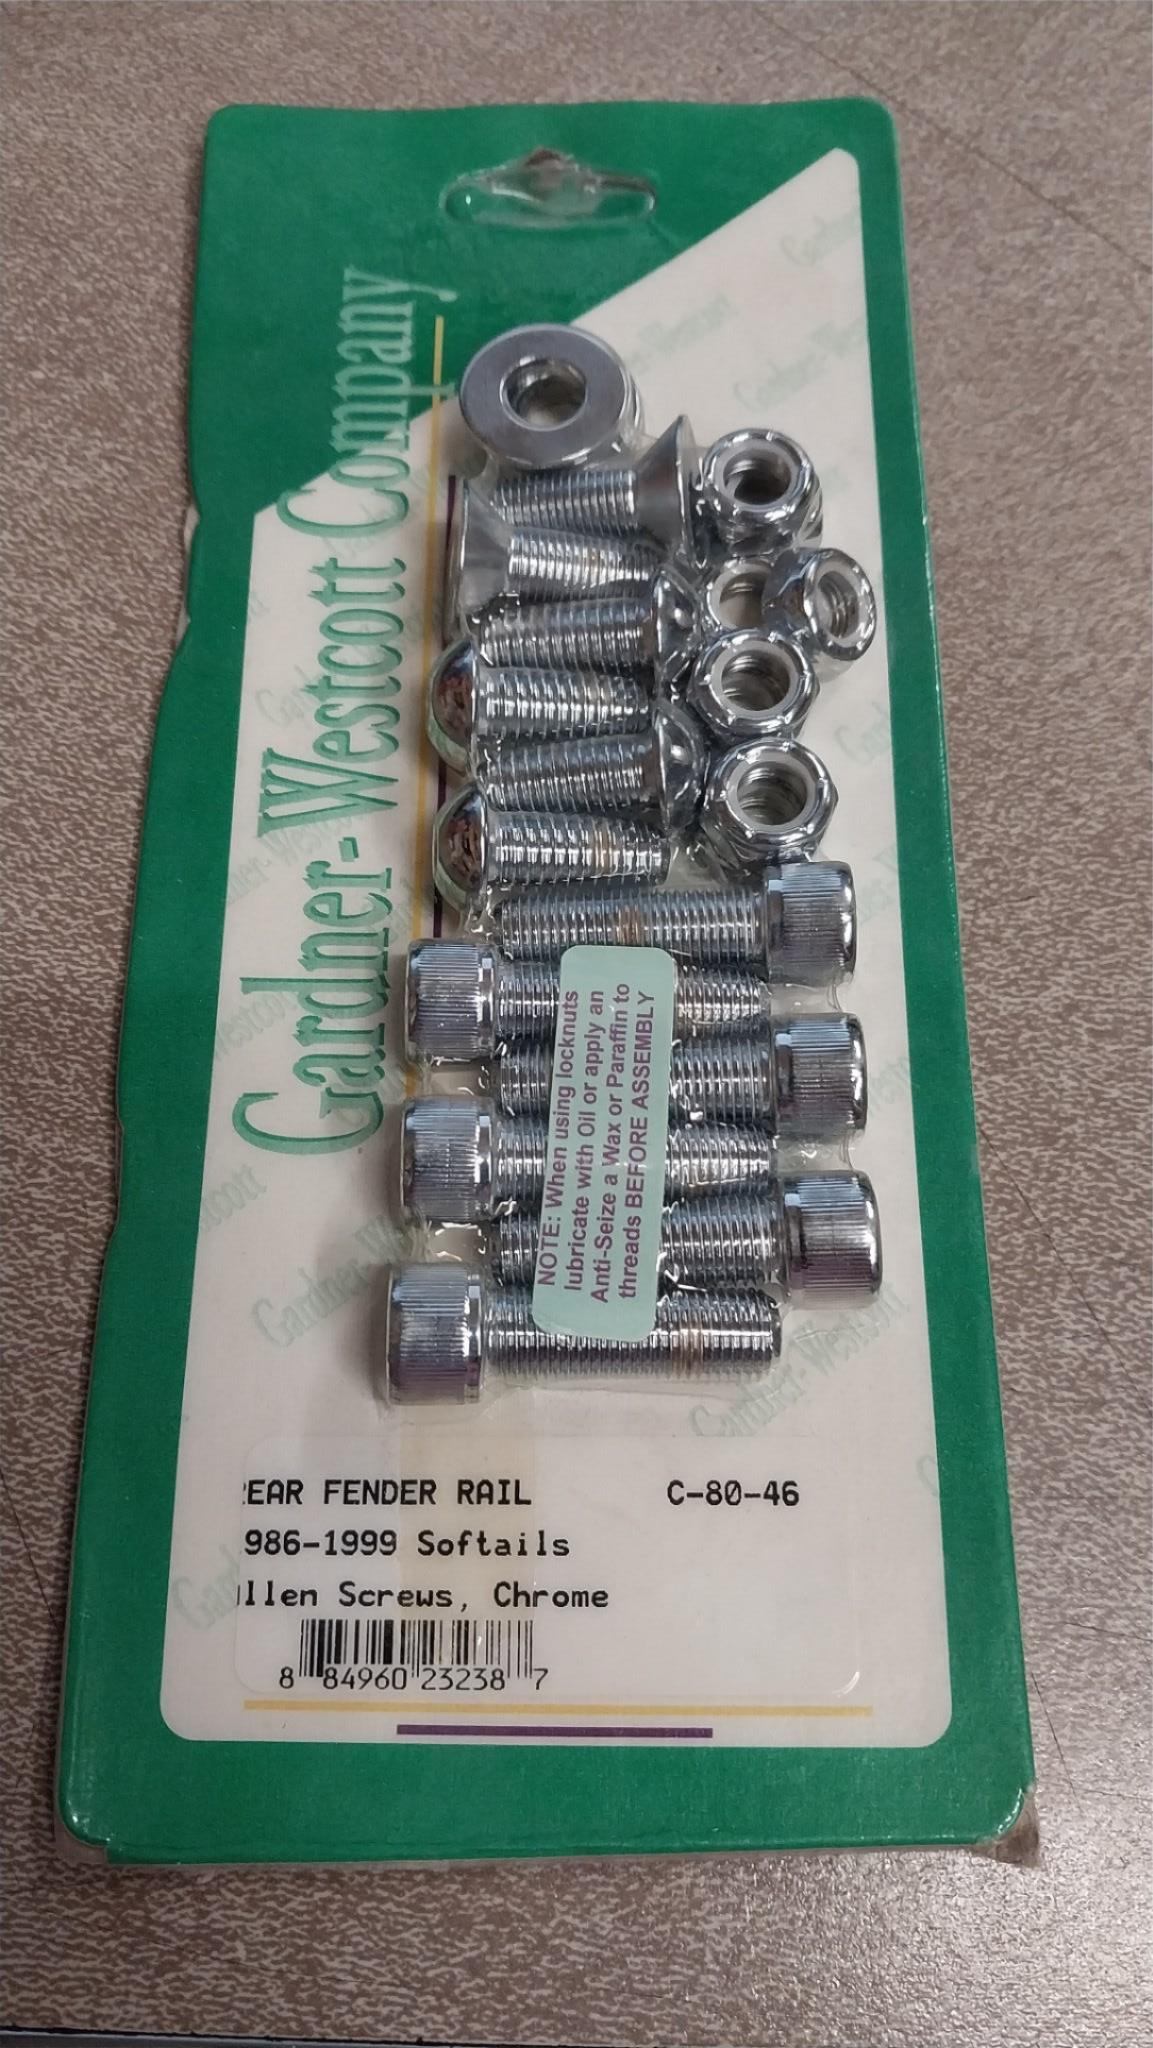 Gardner-Westcott Company
NOTE: When using locknuts
lubricate with Oil or apply an
Anti-Seize a Wax or Paraffin to
threads BEFORE ASSEMBLY
EAR FENDER RAIL C-80-46
986-1999 Softails
llen Screws, Chrome
8 84960 23238 7